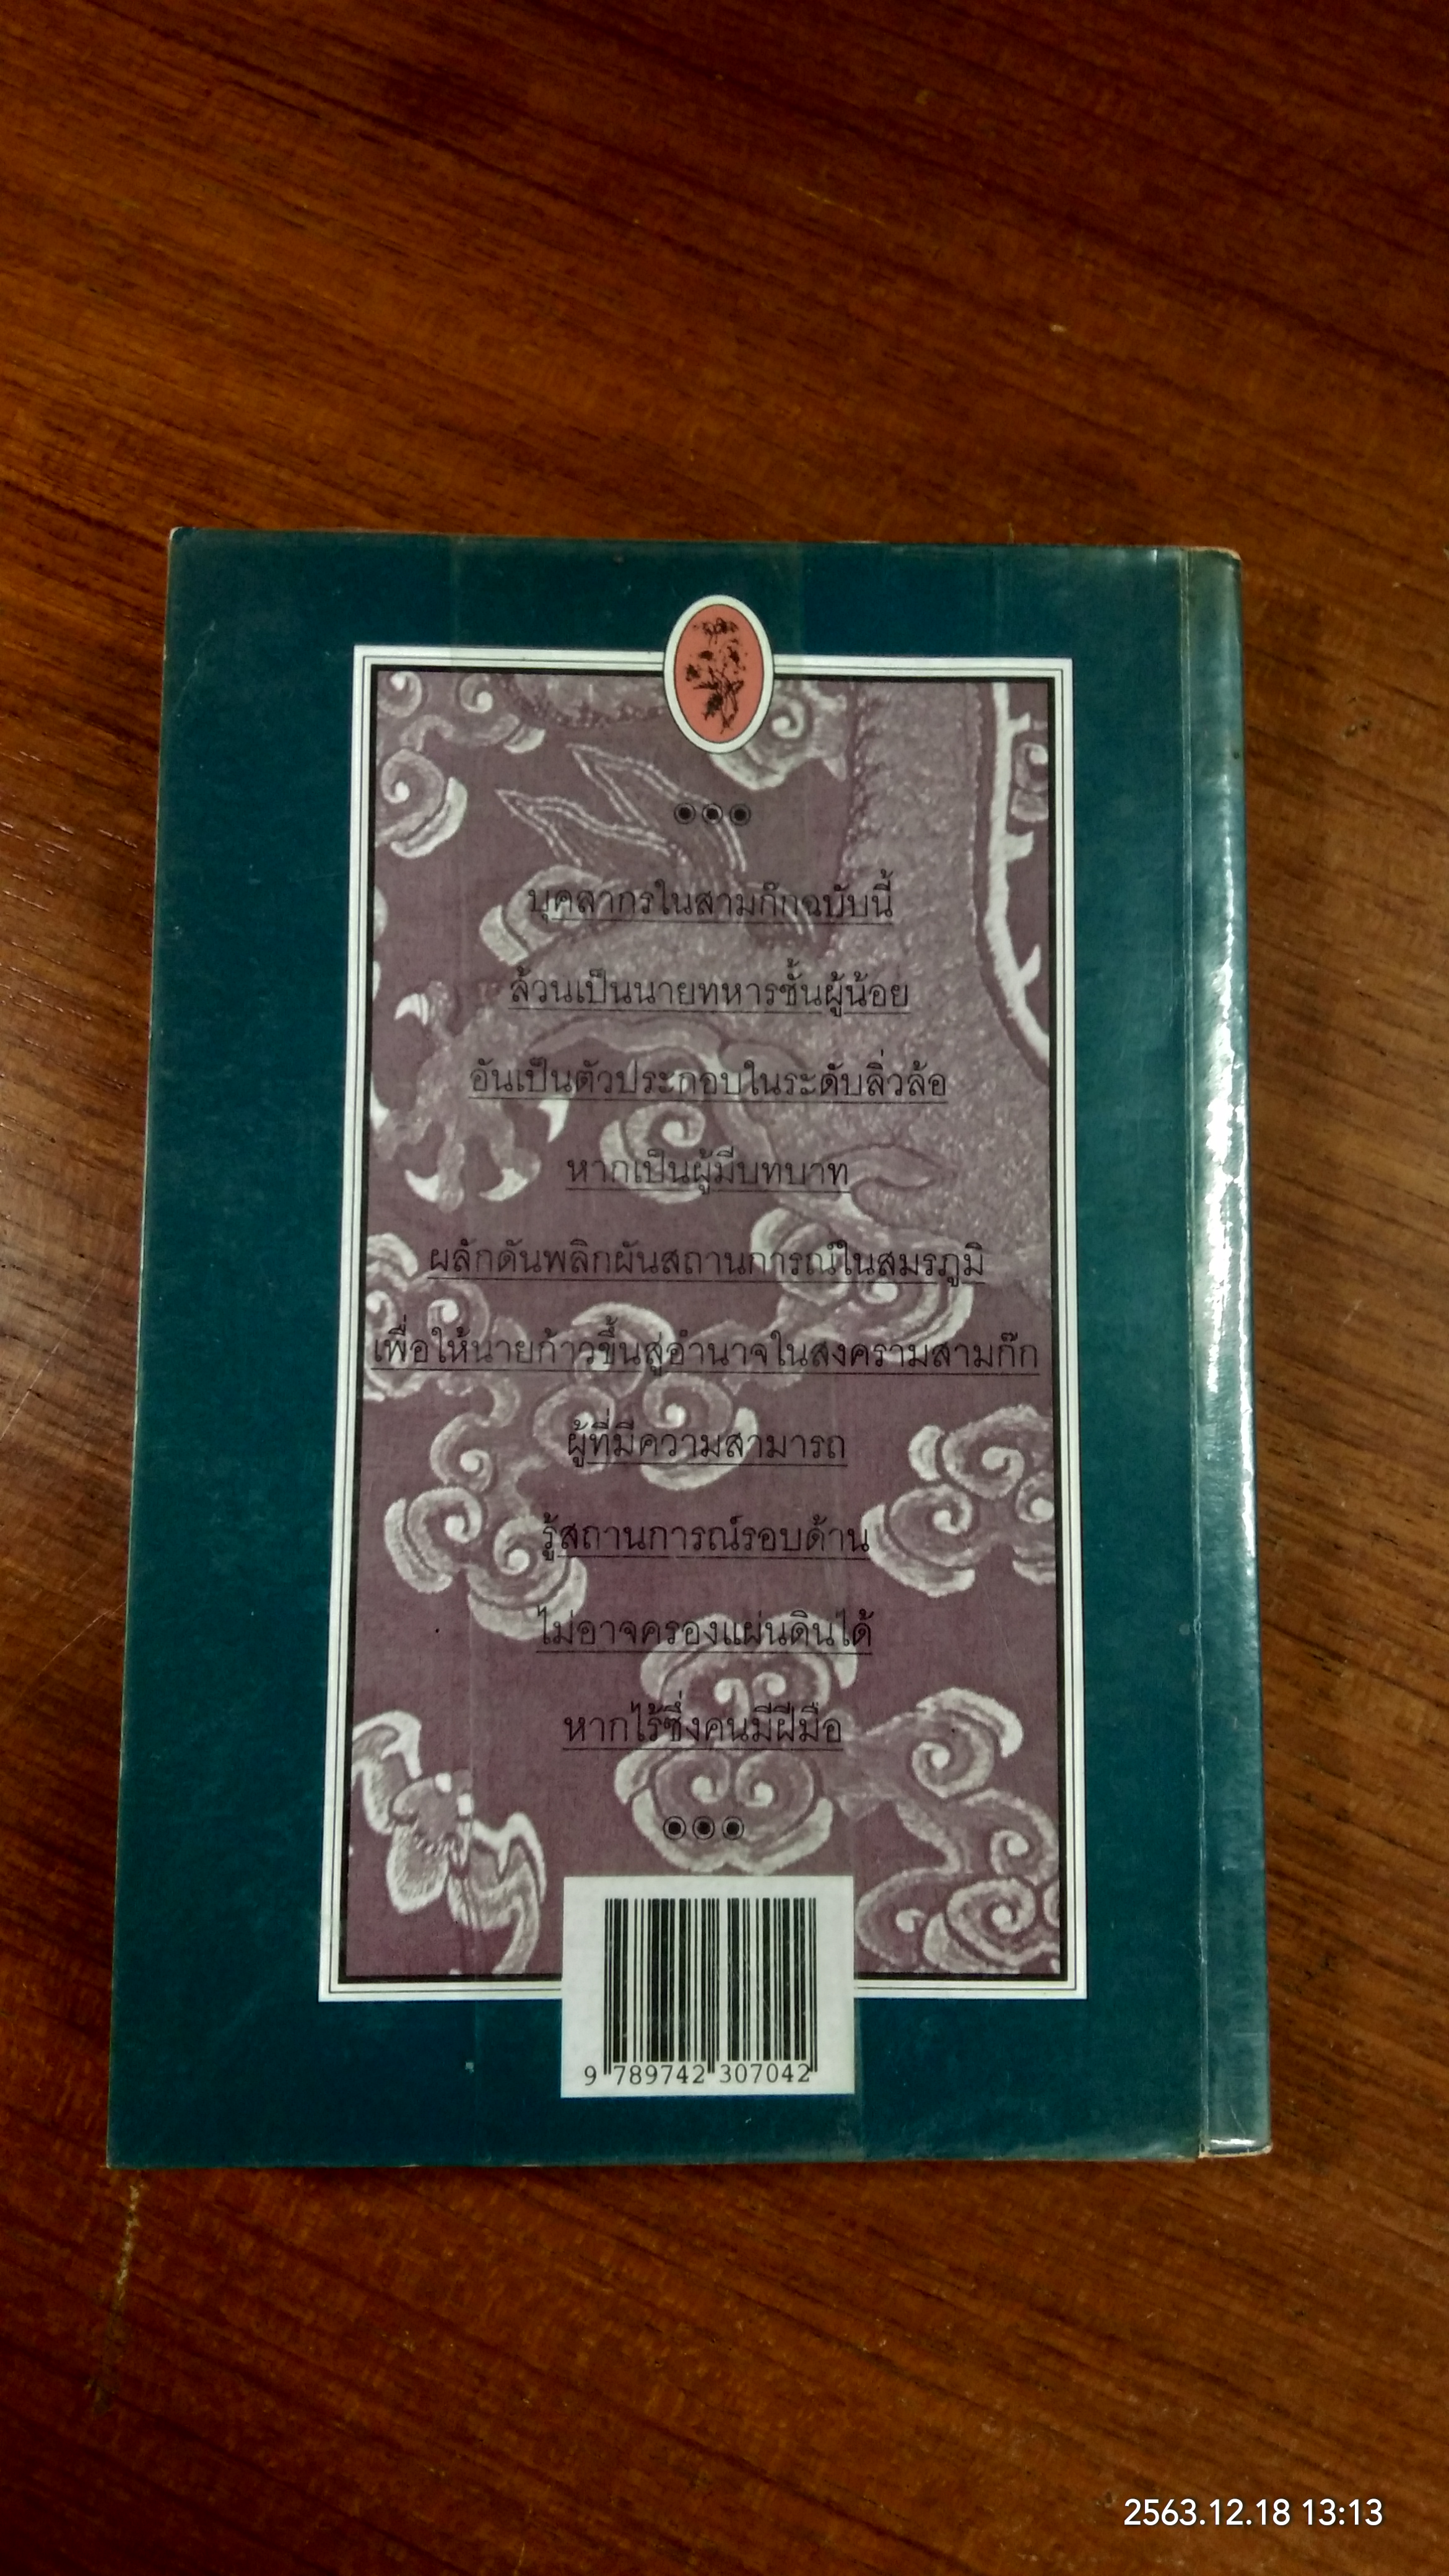 บุคลากรในสามก๊กฉบับนี้
ล้วนเป็นนายทหารชั้นผู้น้อย
อันเป็นตัวประกอบในระดับลิ่วล้อ
หากเป็นผู้มีบทบาท
ผลักดันพลิกผันสถานการณ์ในสมรภูมิ
เพื่อให้นายก้าวขึ้นสู่อำนาจในสงครามสามก๊ก
ผู้ที่มีความสามารถ
รู้สถานการณ์รอบด้าน
ไม่อาจครองแผ่นดินได้
หากไร้ซึ่งคนมีฝีมือ
9 789742 307042
2563.12.18 13:13